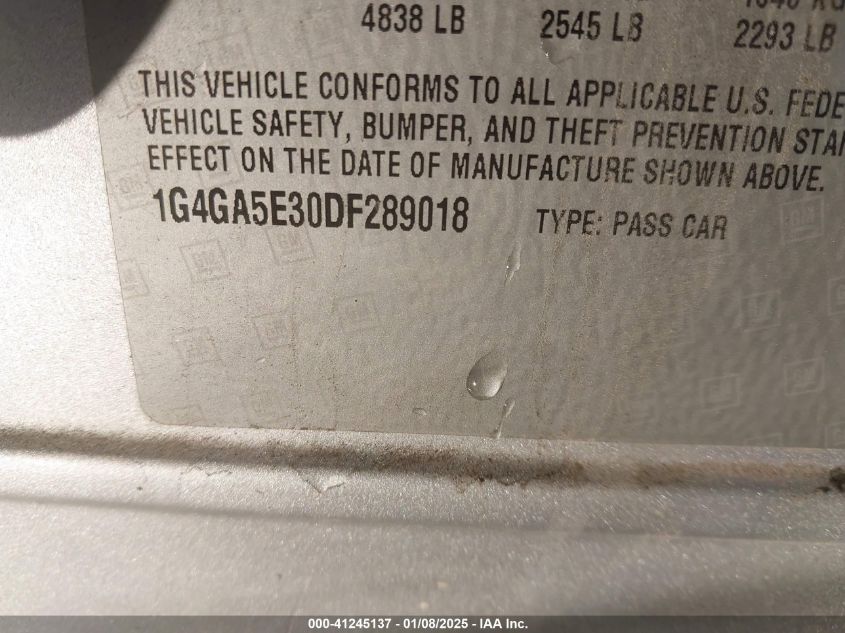 4838 LB 2545 LB 2293 LB
THIS VEHICLE CONFORMS TO ALL APPLICABLE U.S.
VEHICLE SAFETY, BUMPER, AND THEFT PREVENTION
EFFECT ON THE DATE OF MANUFACTURE SHOWN ABOVE.
1G4GA5E30DF289018 TYPE: PASS CAR
GM
000-41245137 - 01/08/2025 - IAA Inc.